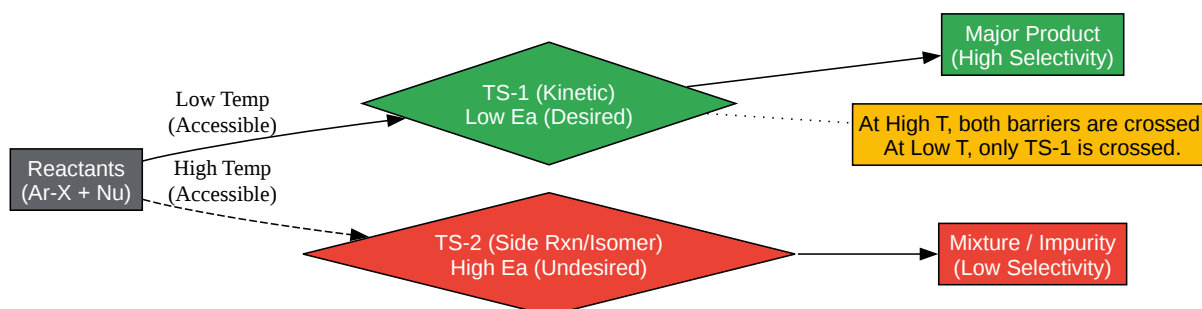 Reactants
(Ar-X + Nu)
Low Temp
(Accessible)
High Temp
(Accessible)
TS-1 (Kinetic)
Low Ea (Desired)
TS-2 (Side Rxn/Isomer)
High Ea (Undesired)
Major Product
(High Selectivity)
At High T, both barriers are crossed
At Low T, only TS-1 is crossed.
Mixture / Impurity
(Low Selectivity)